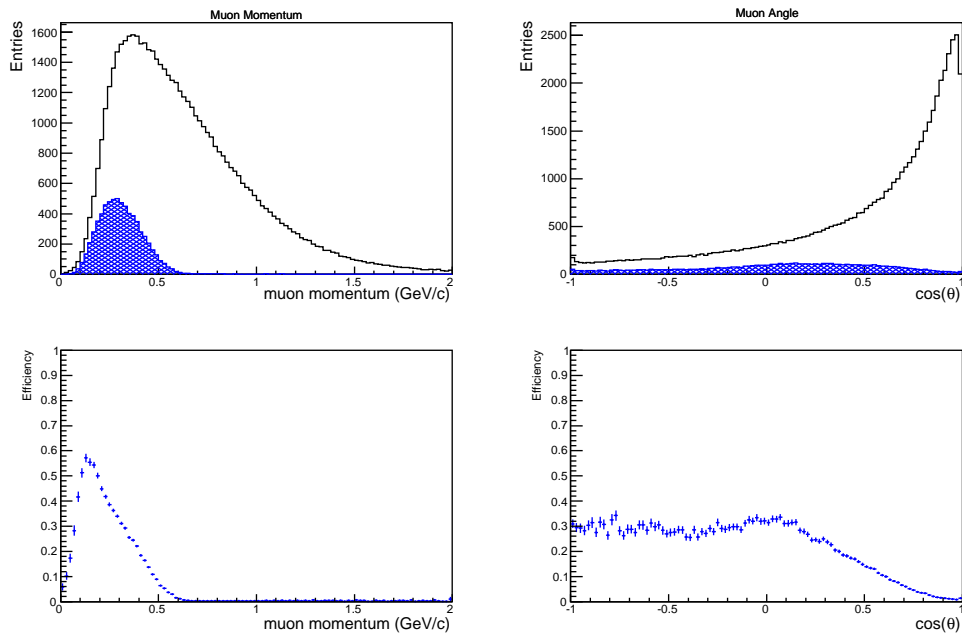 Muon Momentum
Entries
1600
1400
1200
1000
800
600
400
200
0
0 0.5 1 1.5 2
muon momentum (GeV/c)
Muon Angle
Entries
2500
2000
1500
1000
500
0
-1 -0.5 0 0.5 1
cos(θ)
Efficiency
1
0.9
0.8
0.7
0.6
0.5
0.4
0.3
0.2
0.1
0
0 0.5 1 1.5 2
muon momentum (GeV/c)
Efficiency
1
0.9
0.8
0.7
0.6
0.5
0.4
0.3
0.2
0.1
0
-1 -0.5 0 0.5 1
cos(θ)